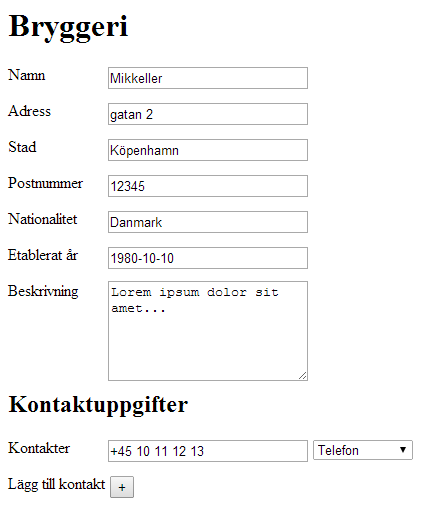 Bryggeri
Namn Mikkeller
Adress gatan 2
Stad Köpenhamn
Postnummer 12345
Nationalitet Danmark
Etablerat år 1980-10-10
Beskrivning Lorem ipsum dolor sit
amet...
Kontaktuppgifter
Kontakter +45 10 11 12 13 Telefon
Lägg till kontakt +